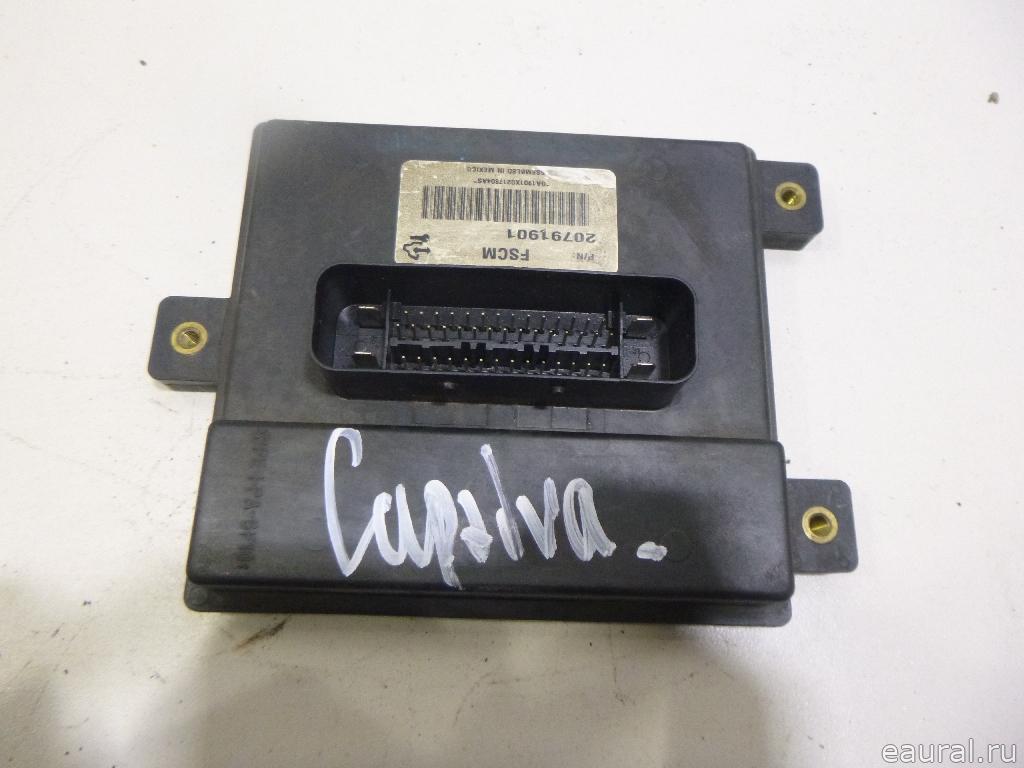 P/N:
FSCM
20791901
ASSEMBLED IN MEXICO
Captiva.
eaural.ru